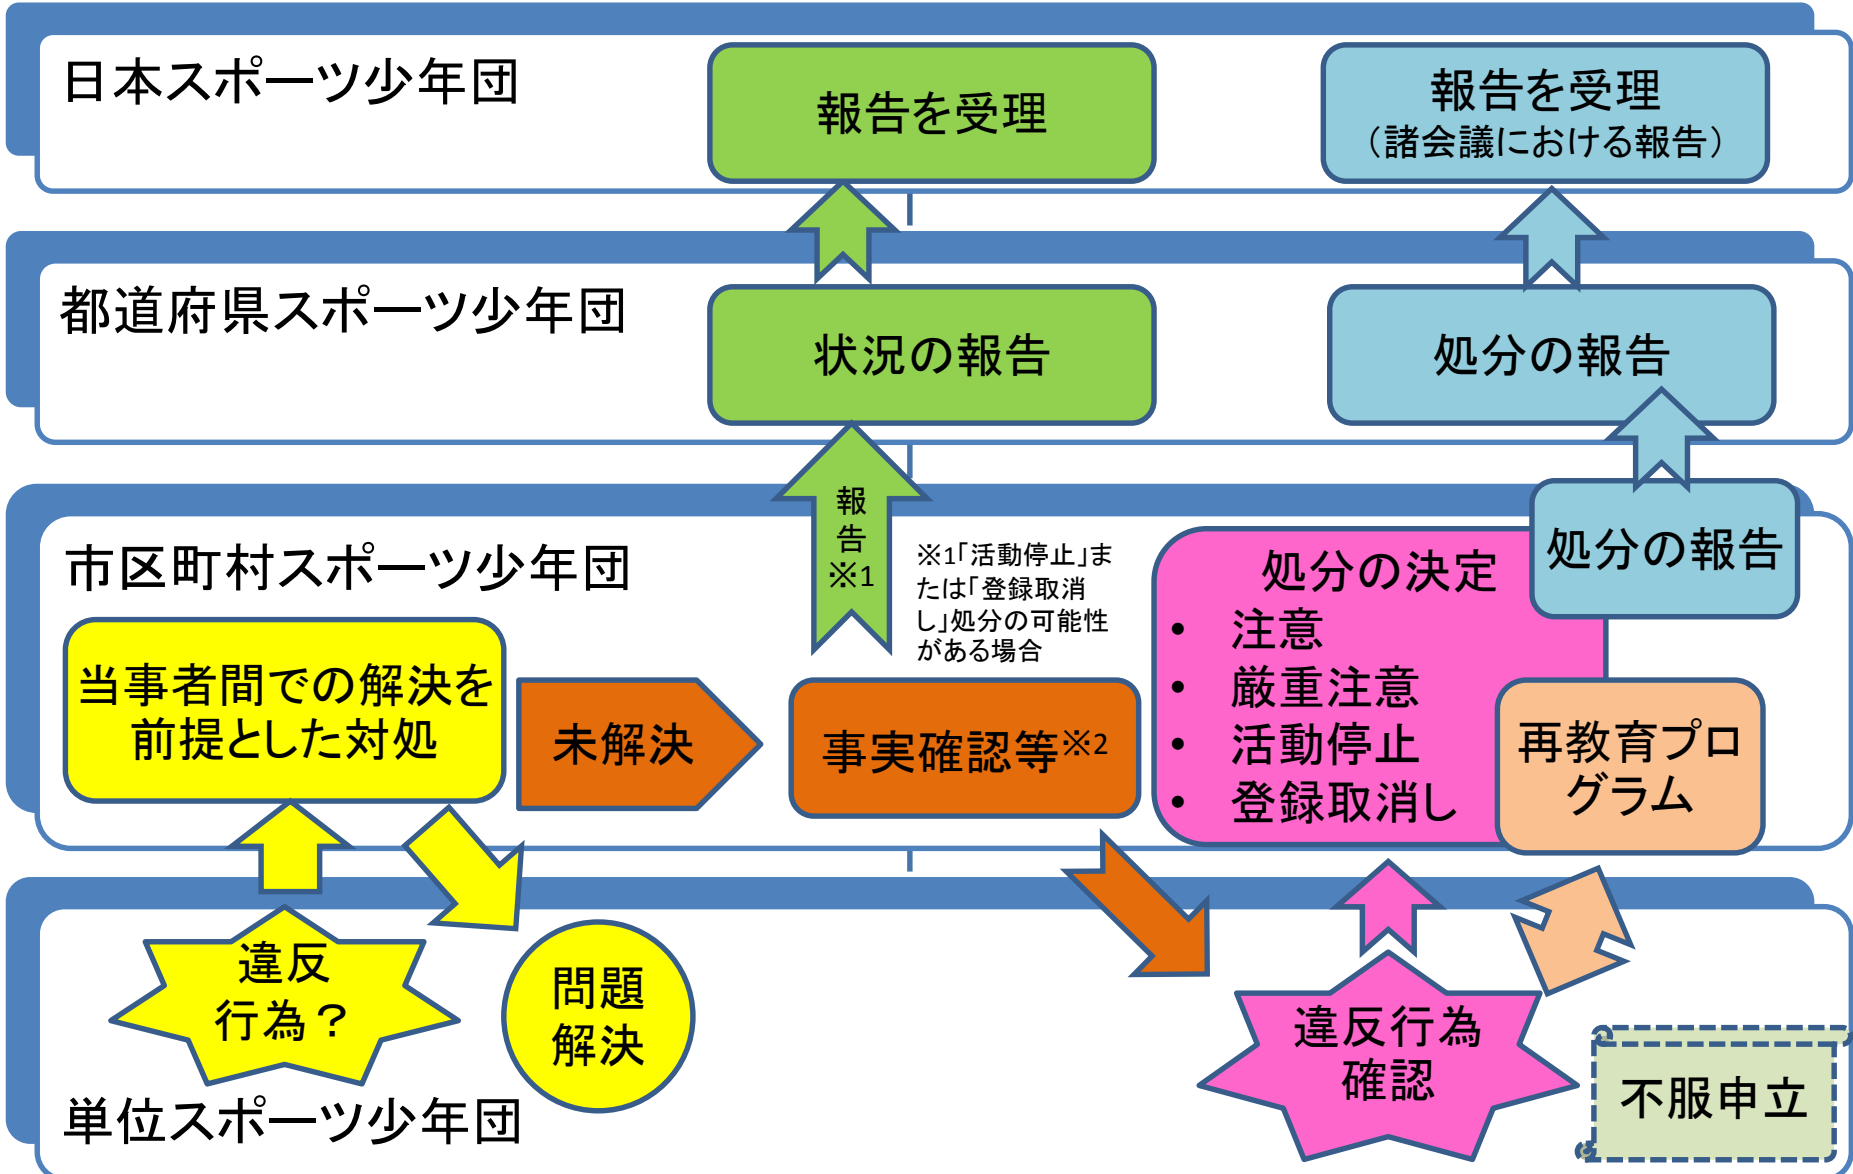 日本スポーツ少年団
報告を受理
報告を受理
（諸会議における報告）
都道府県スポーツ少年団
状況の報告
処分の報告
市区町村スポーツ少年団
報
告
※1
※1「活動停止」ま
たは「登録取消
し」処分の可能性
がある場合
処分の決定
• 注意
• 厳重注意
• 活動停止
• 登録取消し
処分の報告
当事者間での解決を
前提とした対処
未解決
事実確認等※2
再教育プロ
グラム
違反
行為？
問題
解決
違反行為
確認
不服申立
単位スポーツ少年団